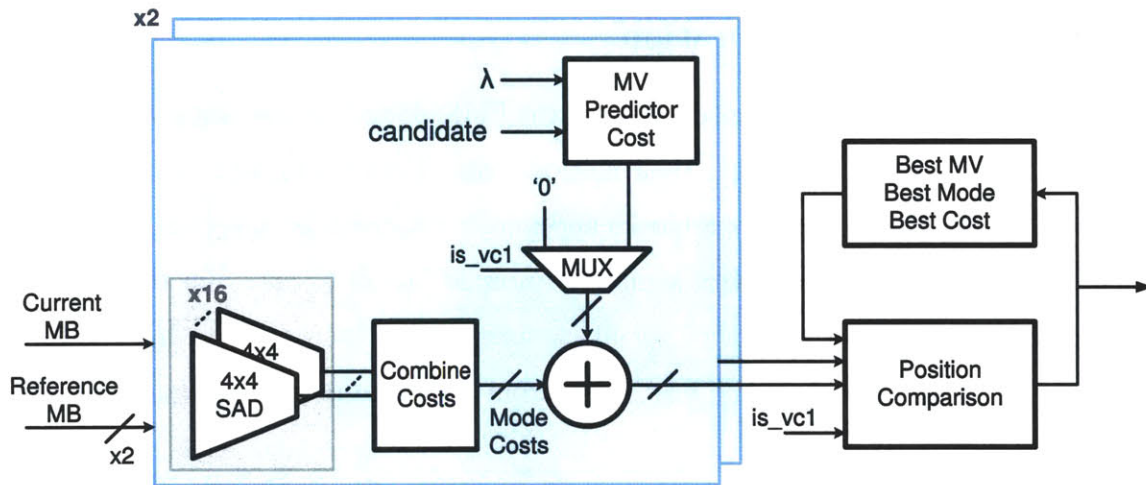 x2
λ
candidate
MV
Predictor
Cost
'0'
is_vc1
MUX
x16
Current
MB
Reference
MB
x2
4x4
4x4
SAD
Combine
Costs
Mode
Costs
+
Best MV
Best Mode
Best Cost
Position
Comparison
is_vc1